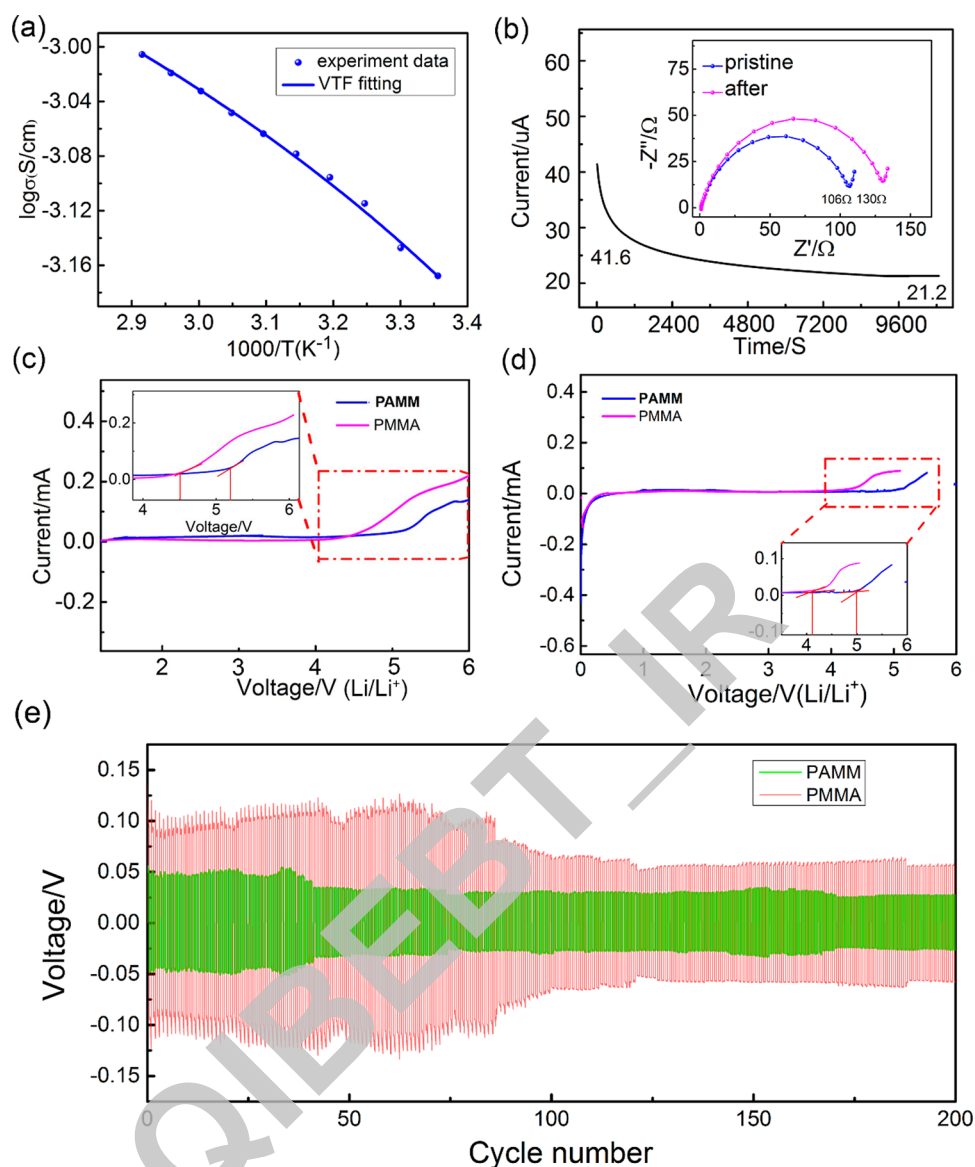 (a)
-3.00
-3.04
-3.08
-3.12
-3.16
logσ(S/cm)
experiment data
VTF fitting
2.9 3.0 3.1 3.2 3.3 3.4
1000/T(K⁻¹)
(b)
60
50
40
30
20
Current/uA
41.6
21.2
0 2400 4800 7200 9600
Time/S
75
50
25
0
-Z''/Ω
pristine
after
106Ω 130Ω
0 50 100 150
Z'/Ω
(c)
0.4
0.2
0.0
-0.2
Current/mA
PAMM
PMMA
0.2
0.0
4 5 6
Voltage/V
2 3 4 5 6
Voltage/V (Li/Li⁺)
(d)
0.4
0.2
0.0
-0.2
-0.4
-0.6
Current/mA
PAMM
PMMA
0.1
0.0
-0.1
4 5 6
0 1 2 3 4 5 6
Voltage/V(Li/Li⁺)
(e)
0.15
0.10
0.05
0.00
-0.05
-0.10
-0.15
Voltage/V
PAMM
PMMA
0 50 100 150 200
Cycle number
QIBEBT_IR